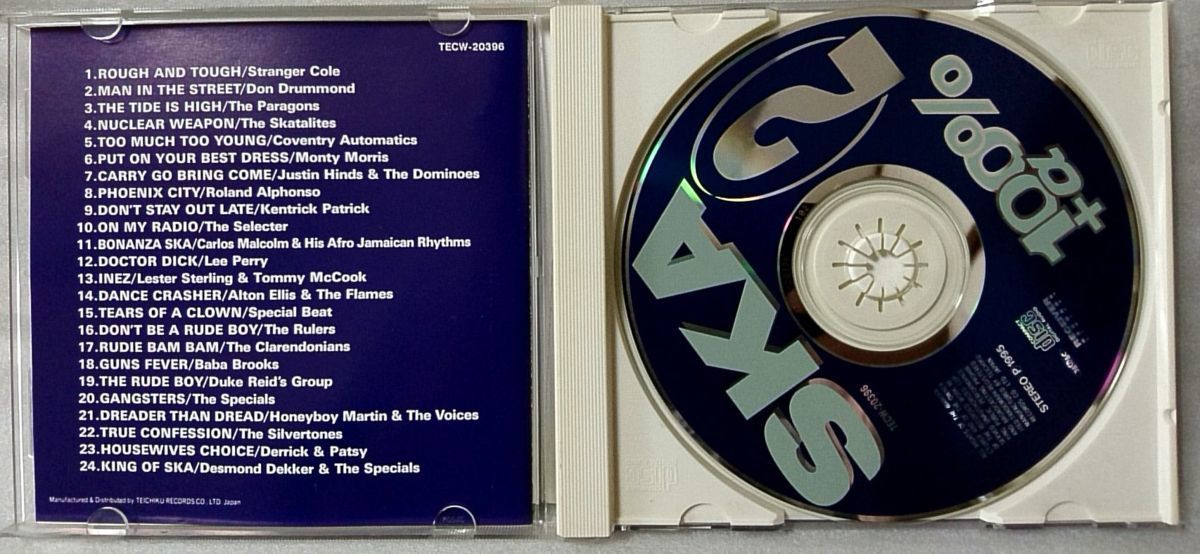 TECW-20396
1.ROUGH AND TOUGH/Stranger Cole
2.MAN IN THE STREET/Don Drummond
3.THE TIDE IS HIGH/The Paragons
4.NUCLEAR WEAPON/The Skatalites
5.TOO MUCH TOO YOUNG/Coventry Automatics
6.PUT ON YOUR BEST DRESS/Monty Morris
7.CARRY GO BRING COME/Justin Hinds & The Dominoes
8.PHOENIX CITY/Roland Alphonso
9.DON'T STAY OUT LATE/Kentrick Patrick
10.ON MY RADIO/The Selecter
11.BONANZA SKA/Carlos Malcolm & His Afro Jamaican Rhythms
12.DOCTOR DICK/Lee Perry
13.INEZ/Lester Sterling & Tommy McCook
14.DANCE CRASHER/Alton Ellis & The Flames
15.TEARS OF A CLOWN/Special Beat
16.DON'T BE A RUDE BOY/The Rulers
17.RUDIE BAM BAM/The Clarendonians
18.GUNS FEVER/Baba Brooks
19.THE RUDE BOY/Duke Reid's Group
20.GANGSTERS/The Specials
21.DREADER THAN DREAD/Honeyboy Martin & The Voices
22.TRUE CONFESSION/The Silvertones
23.HOUSEWIVES CHOICE/Derrick & Patsy
24.KING OF SKA/Desmond Dekker & The Specials
Manufactured & Distributed by TEICHIKU RECORDS CO., LTD. Japan
100%
SKA
2
TECW-20396
STEREO P 1995
COMPACT
disc
DIGITAL AUDIO